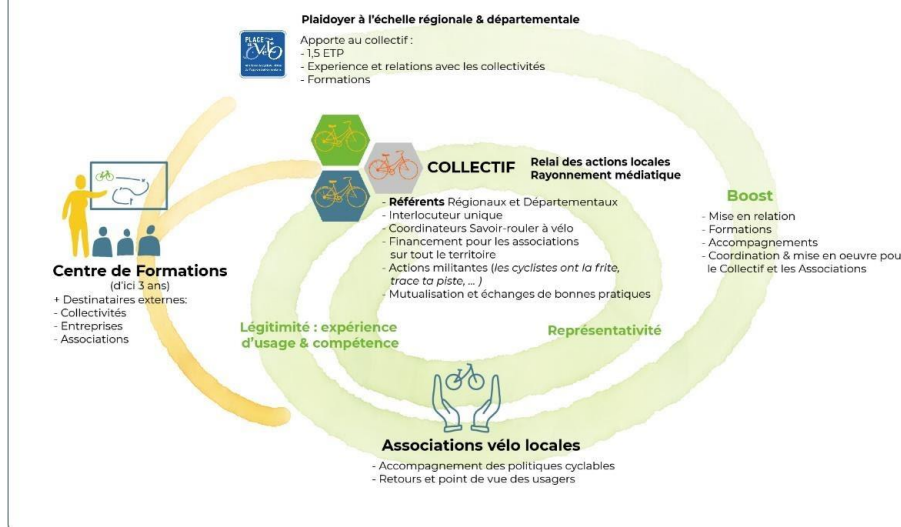 Plaidoyer à l'échelle régionale & départementale
PLACE
au
Vélo
Apporte au collectif :
- 1,5 ETP
- Experience et relations avec les collectivités
- Formations
COLLECTIF
Relai des actions locales
Rayonnement médiatique
- Référents Régionaux et Départementaux
- Interlocuteur unique
- Coordinateurs Savoir-rouler à vélo
- Financement pour les associations
sur tout le territoire
- Actions militantes (les cyclistes ont la frite,
trace ta piste, ... )
- Mutualisation et échanges de bonnes pratiques
Boost
- Mise en relation
- Formations
- Accompagnements
- Coordination & mise en oeuvre pou
le Collectif et les Associations
Centre de Formations
(d'ici 3 ans)
+ Destinataires externes:
- Collectivités
- Entreprises
- Associations
Légitimité : expérience
d'usage & compétence
Représentativité
Associations vélo locales
- Accompagnement des politiques cyclables
- Retours et point de vue des usagers